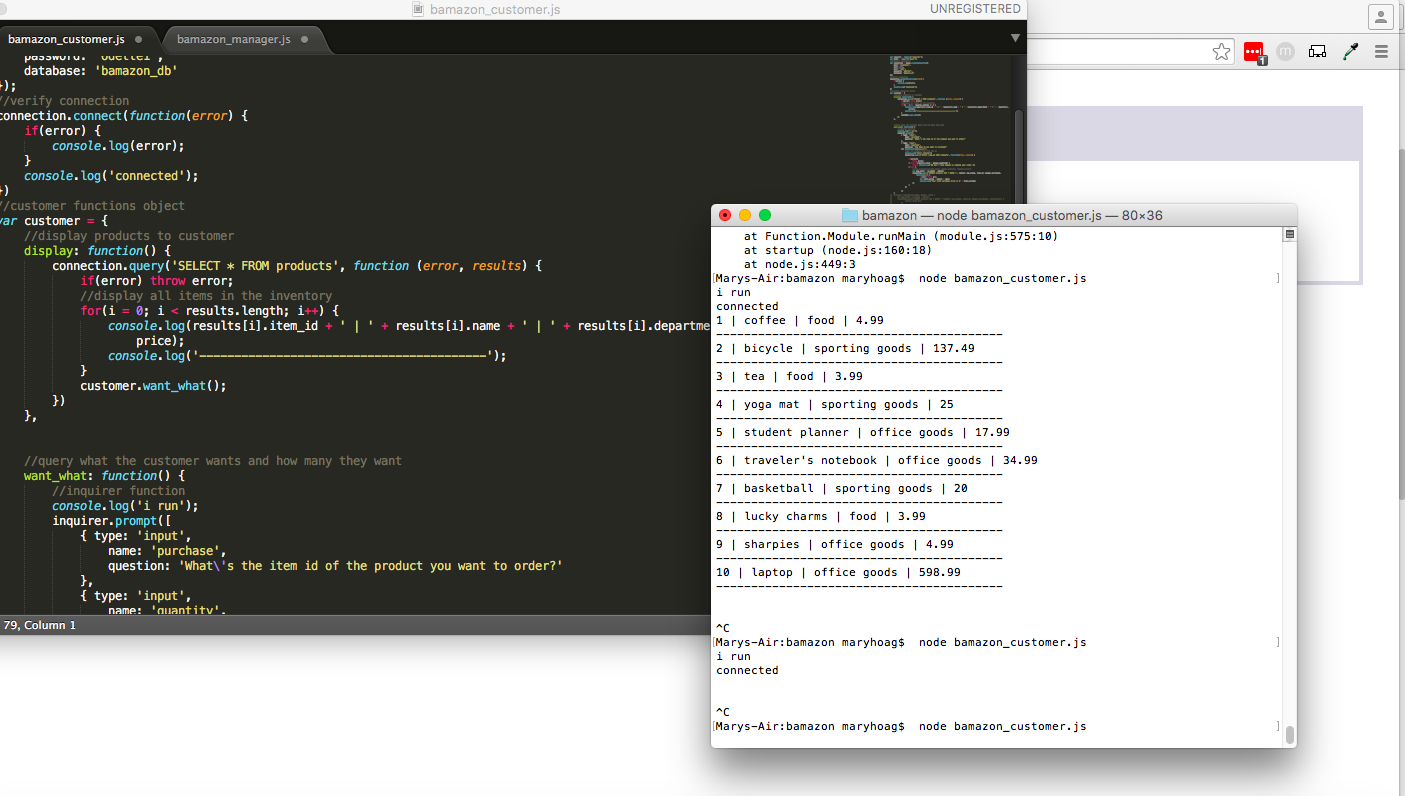 bamazon_customer.js
UNREGISTERED
bamazon_customer.js
bamazon_manager.js
database: 'bamazon_db'
});
//verify connection
connection.connect(function(error) {
if(error) {
console.log(error);
}
console.log('connected');
})
//customer functions object
var customer = {
//display products to customer
display: function() {
connection.query('SELECT * FROM products', function (error, results) {
if(error) throw error;
//display all items in the inventory
for(i = 0; i < results.length; i++) {
console.log(results[i].item_id + ' | ' + results[i].name + ' | ' + results[i].departme
price);
console.log('-----------------------------------------');
}
customer.want_what();
})
},
//query what the customer wants and how many they want
want_what: function() {
//inquirer function
console.log('i run');
inquirer.prompt([
{ type: 'input',
name: 'purchase',
question: 'What\'s the item id of the product you want to order?'
},
{ type: 'input',
name: 'quantity',
79, Column 1
1
m
bamazon — node bamazon_customer.js — 80×36
at Function.Module.runMain (module.js:575:10)
at startup (node.js:160:18)
at node.js:449:3
[Marys-Air:bamazon maryhoag$  node bamazon_customer.js ]
i run
connected
1 | coffee | food | 4.99
-----------------------------------------
2 | bicycle | sporting goods | 137.49
-----------------------------------------
3 | tea | food | 3.99
-----------------------------------------
4 | yoga mat | sporting goods | 25
-----------------------------------------
5 | student planner | office goods | 17.99
-----------------------------------------
6 | traveler's notebook | office goods | 34.99
-----------------------------------------
7 | basketball | sporting goods | 20
-----------------------------------------
8 | lucky charms | food | 3.99
-----------------------------------------
9 | sharpies | office goods | 4.99
-----------------------------------------
10 | laptop | office goods | 598.99
-----------------------------------------
^C
[Marys-Air:bamazon maryhoag$  node bamazon_customer.js ]
i run
connected
^C
[Marys-Air:bamazon maryhoag$  node bamazon_customer.js ]